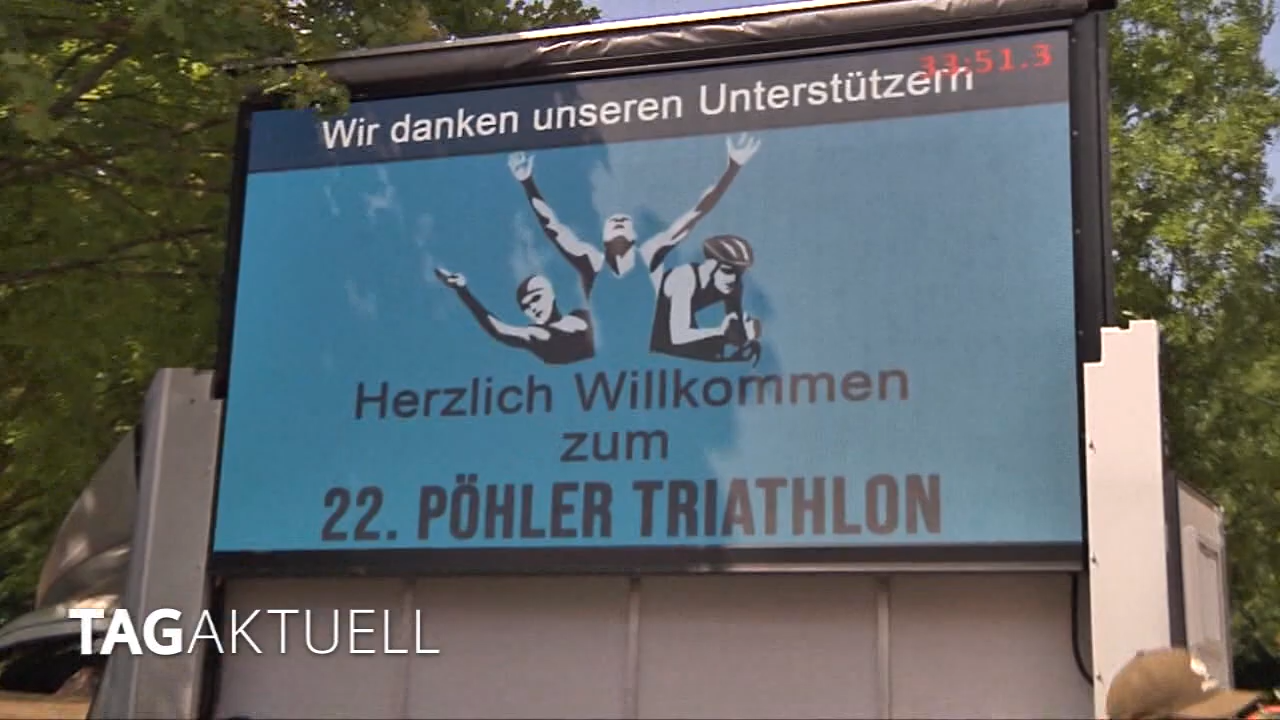 33:51.3
Wir danken unseren Unterstützern
Herzlich Willkommen
zum
22. PÖHLER TRIATHLON
TAGAKTUELL